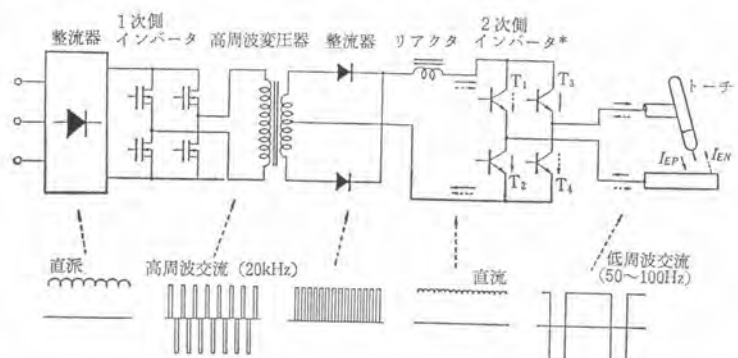 整流器
1次側
インバータ
高周波変圧器
整流器
リアクタ
2次側
インバータ*
T1
T3
T2
T4
トーチ
IEP
IEN
直派
高周波交流 (20kHz)
直流
低周波交流
(50～100Hz)